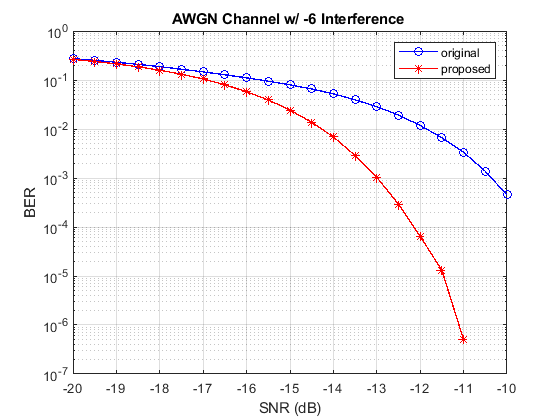 AWGN Channel w/ -6 Interference
original
proposed
10^0
10^-1
10^-2
10^-3
10^-4
10^-5
10^-6
10^-7
BER
-20 -19 -18 -17 -16 -15 -14 -13 -12 -11 -10
SNR (dB)